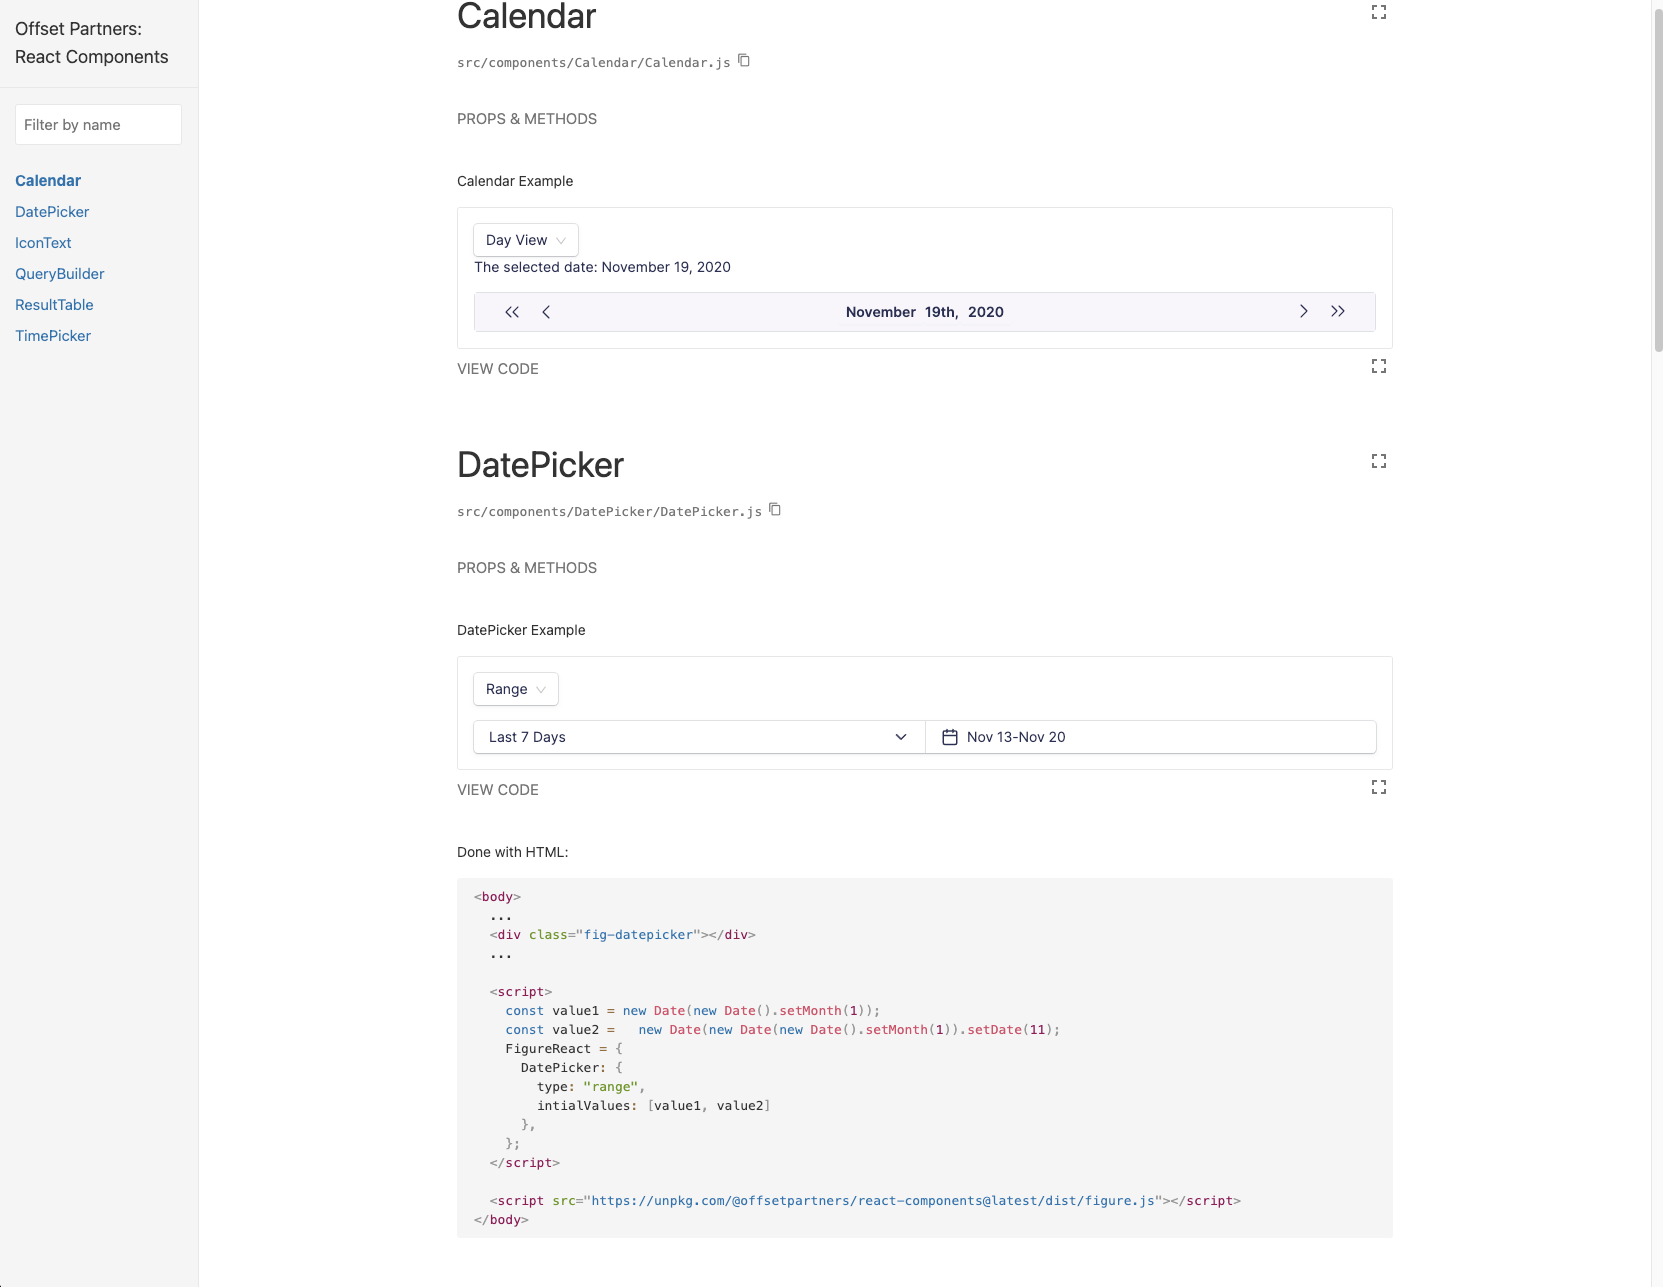 Offset Partners:
React Components
Filter by name
Calendar
DatePicker
IconText
QueryBuilder
ResultTable
TimePicker
Calendar
src/components/Calendar/Calendar.js
PROPS & METHODS
Calendar Example
Day View
The selected date: November 19, 2020
November 19th, 2020
VIEW CODE
DatePicker
src/components/DatePicker/DatePicker.js
PROPS & METHODS
DatePicker Example
Range
Last 7 Days
Nov 13-Nov 20
VIEW CODE
Done with HTML:
<body>
  ...
  <div class="fig-datepicker"></div>
  ...
  <script>
    const value1 = new Date(new Date().setMonth(1));
    const value2 =   new Date(new Date(new Date().setMonth(1)).setDate(11);
    FigureReact = {
      DatePicker: {
        type: "range",
        intialValues: [value1, value2]
      },
    };
  </script>
  <script src="https://unpkg.com/@offsetpartners/react-components@latest/dist/figure.js"></script>
</body>